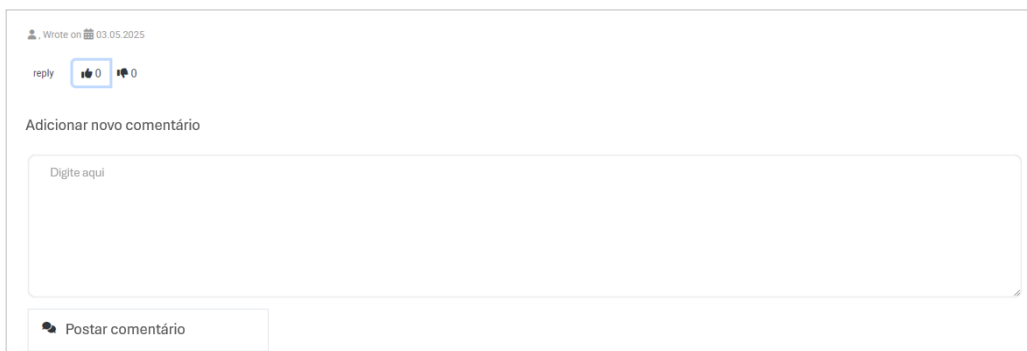 , Wrote on 03.05.2025
reply 0 0
Adicionar novo comentário
Digite aqui
Postar comentário